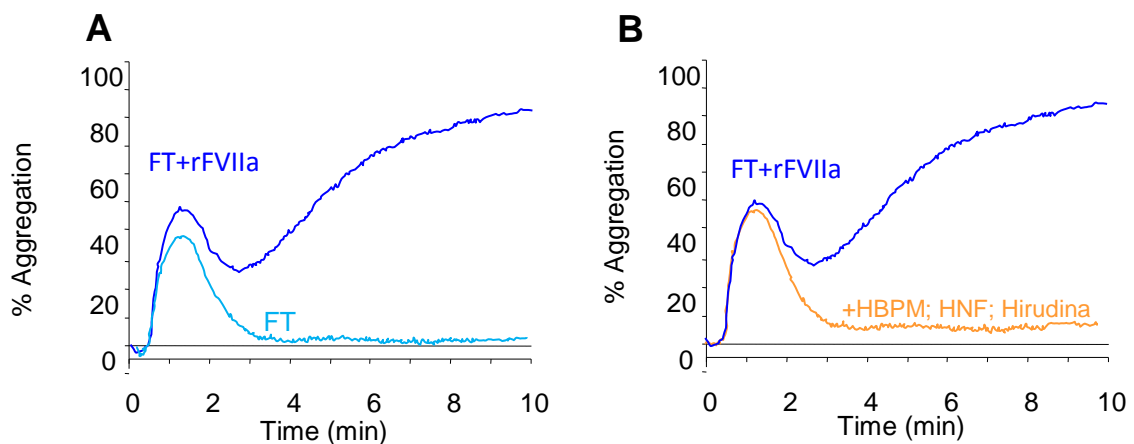 A
100
80
60
40
20
0
% Aggregation
FT+rFVIIa
FT
0 2 4 6 8 10
Time (min)
B
100
80
60
40
20
0
% Aggregation
FT+rFVIIa
+HBPM; HNF; Hirudina
0 2 4 6 8 10
Time (min)